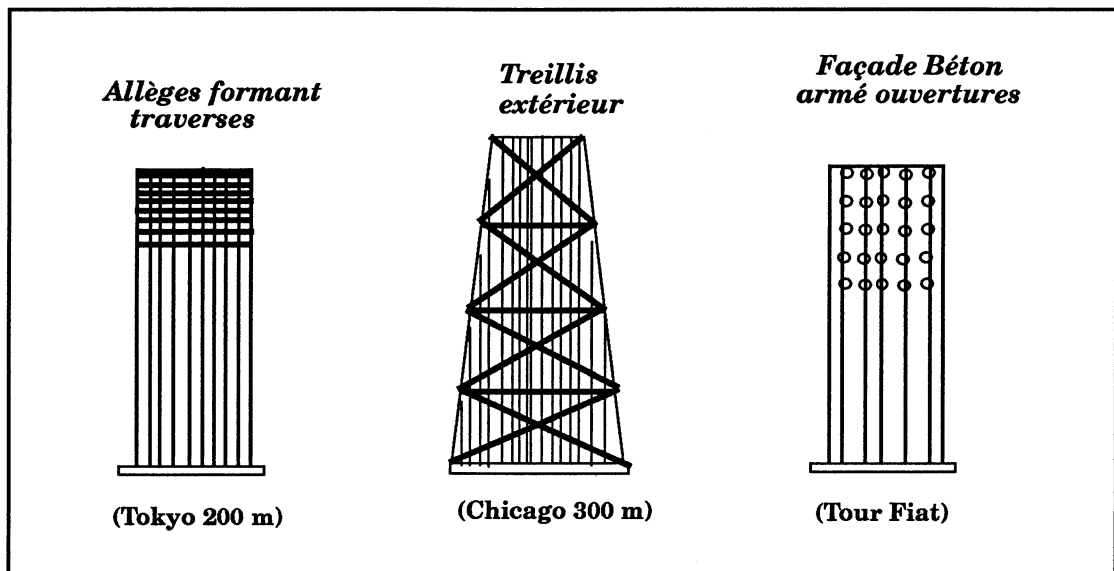 Allèges formant
traverses
(Tokyo 200 m)
Treillis
extérieur
(Chicago 300 m)
Façade Béton
armé ouvertures
(Tour Fiat)